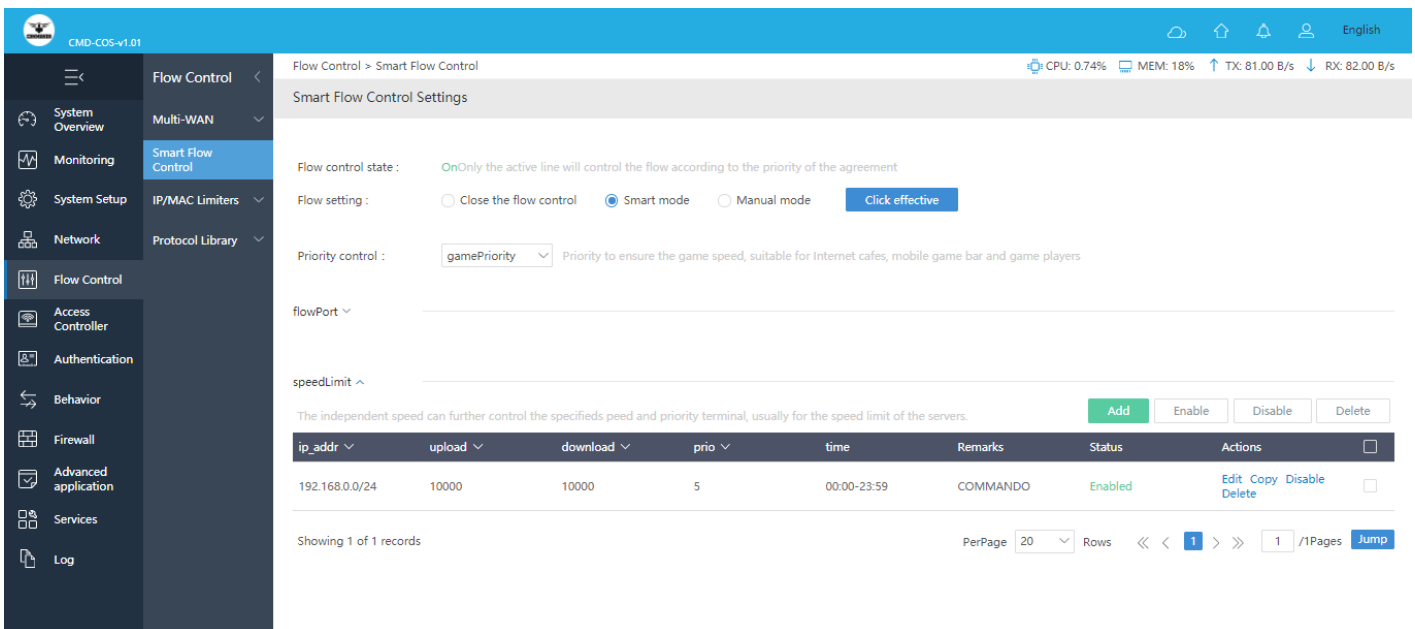 CMD-COS-v1.01
English
Flow Control
Flow Control > Smart Flow Control
CPU: 0.74% MEM: 18% TX: 81.00 B/s RX: 82.00 B/s
Smart Flow Control Settings
System
Overview
Monitoring
System Setup
Network
Flow Control
Access
Controller
Authentication
Behavior
Firewall
Advanced
application
Services
Log
Multi-WAN
Smart Flow
Control
IP/MAC Limiters
Protocol Library
Flow control state : OnOnly the active line will control the flow according to the priority of the agreement
Flow setting : Close the flow control Smart mode Manual mode Click effective
Priority control : gamePriority Priority to ensure the game speed, suitable for Internet cafes, mobile game bar and game players
flowPort
speedLimit
The independent speed can further control the specifieds peed and priority terminal, usually for the speed limit of the servers.
Add Enable Disable Delete
ip_addr upload download prio time Remarks Status Actions
192.168.0.0/24 10000 10000 5 00:00-23:59 COMMANDO Enabled Edit Copy Disable
Delete
Showing 1 of 1 records
PerPage 20 Rows 1 1 /1Pages Jump